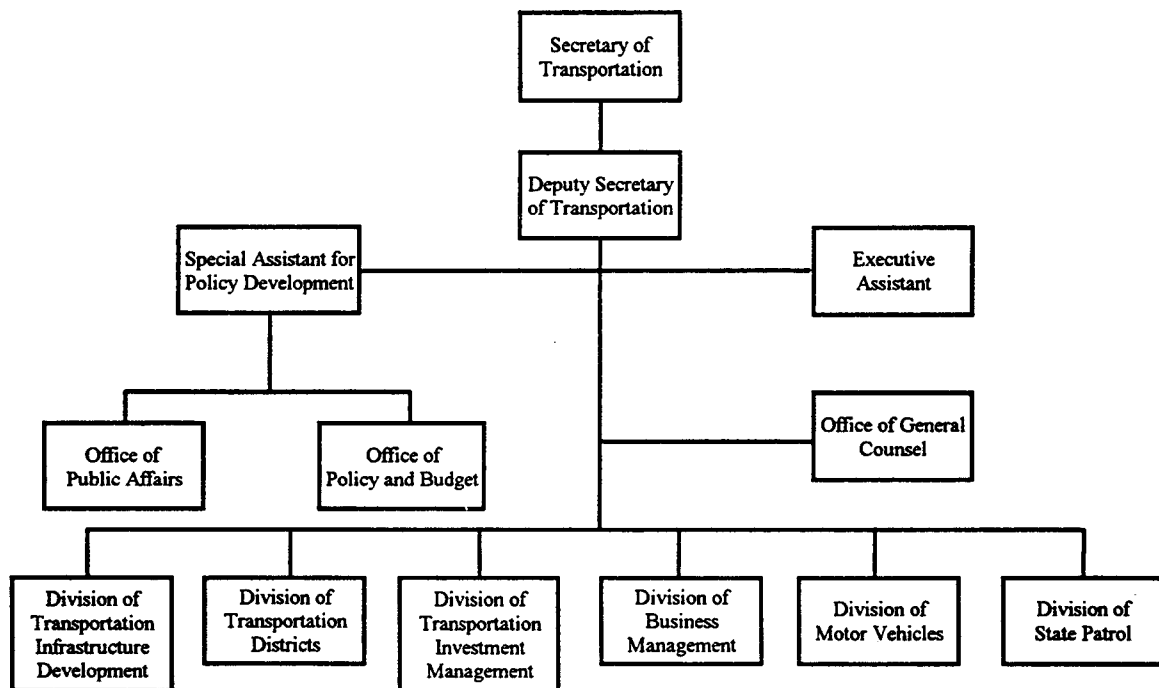 Secretary of
Transportation
Deputy Secretary
of Transportation
Special Assistant for
Policy Development
Executive
Assistant
Office of
Public Affairs
Office of
Policy and Budget
Office of General
Counsel
Division of
Transportation
Infrastructure
Development
Division of
Transportation
Districts
Division of
Transportation
Investment
Management
Division of
Business
Management
Division of
Motor Vehicles
Division of
State Patrol